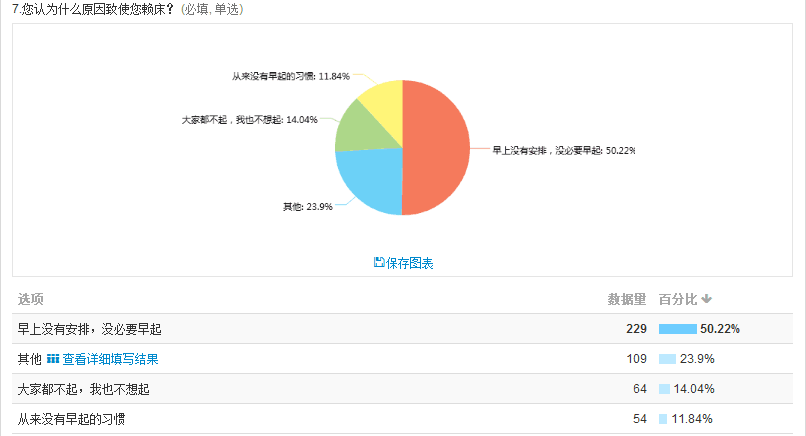 7.您认为什么原因致使您赖床？ (必填, 单选)
从来没有早起的习惯: 11.84%
大家都不起，我也不想起: 14.04%
早上没有安排，没必要早起: 50.22%
其他: 23.9%
保存图表
选项 数据量 百分比
早上没有安排，没必要早起 229 50.22%
其他 查看详细填写结果 109 23.9%
大家都不起，我也不想起 64 14.04%
从来没有早起的习惯 54 11.84%